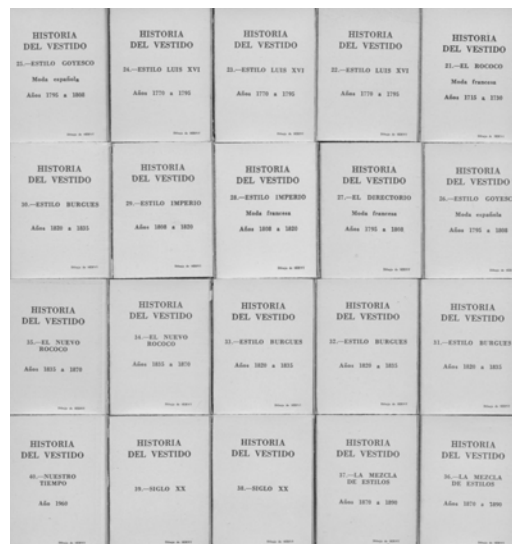 HISTORIA
DEL VESTIDO
25.—ESTILO GOYESCO
Moda española
Años 1795 a 1808
HISTORIA
DEL VESTIDO
24.—ESTILO LUIS XVI
Años 1770 a 1795
HISTORIA
DEL VESTIDO
23.—ESTILO LUIS XVI
Años 1770 a 1795
HISTORIA
DEL VESTIDO
22.—ESTILO LUIS XVI
Años 1770 a 1795
HISTORIA
DEL VESTIDO
21.—EL ROCOCO
Moda francesa
Años 1715 a 1750
HISTORIA
DEL VESTIDO
30.—ESTILO BURGUES
Años 1820 a 1855
HISTORIA
DEL VESTIDO
29.—ESTILO IMPERIO
Años 1808 a 1820
HISTORIA
DEL VESTIDO
28.—ESTILO IMPERIO
Moda francesa
Años 1808 a 1820
HISTORIA
DEL VESTIDO
27.—EL DIRECTORIO
Moda francesa
Años 1795 a 1808
HISTORIA
DEL VESTIDO
26.—ESTILO GOYESC
Moda española
Años 1795 a 1808
HISTORIA
DEL VESTIDO
35.—EL NUEVO
ROCOCO
Años 1855 a 1870
HISTORIA
DEL VESTIDO
34.—EL NUEVO
ROCOCO
Años 1855 a 1870
HISTORIA
DEL VESTIDO
ESTILO BURGUES
Años 1820 a 1855
HISTORIA
DEL VESTIDO
32.—ESTILO BURGUES
Años 1820 a 1855
HISTORIA
DEL VESTIDO
31.—ESTILO BURGUES
Años 1820 a 1855
HISTORIA
DEL VESTIDO
40.—NUESTRO
TIEMPO
Año 1960
HISTORIA
DEL VESTIDO
39.—SIGLO XX
HISTORIA
DEL VESTIDO
38.—SIGLO XX
HISTORIA
DEL VESTIDO
37.—LA MEZCLA
DE ESTILOS
Años 1870 a 1890
HISTORIA
DEL VESTIDO
36.—LA MEZCLA
DE ESTILOS
Años 1870 a 1890